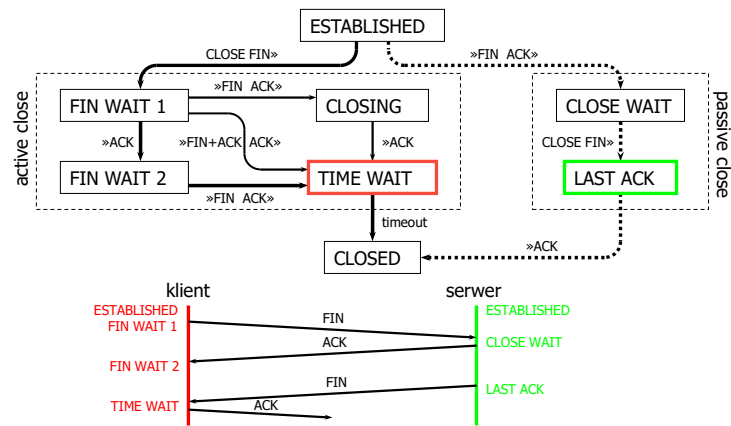 ESTABLISHED
CLOSE FIN»
»FIN ACK»
active close
FIN WAIT 1
»FIN ACK»
CLOSING
CLOSE WAIT
passive close
»ACK
»FIN+ACK ACK»
»ACK
CLOSE FIN»
FIN WAIT 2
»FIN ACK»
TIME WAIT
LAST ACK
timeout
CLOSED
»ACK
klient
serwer
ESTABLISHED
FIN WAIT 1
FIN
ESTABLISHED
ACK
CLOSE WAIT
FIN WAIT 2
FIN
LAST ACK
TIME WAIT
ACK